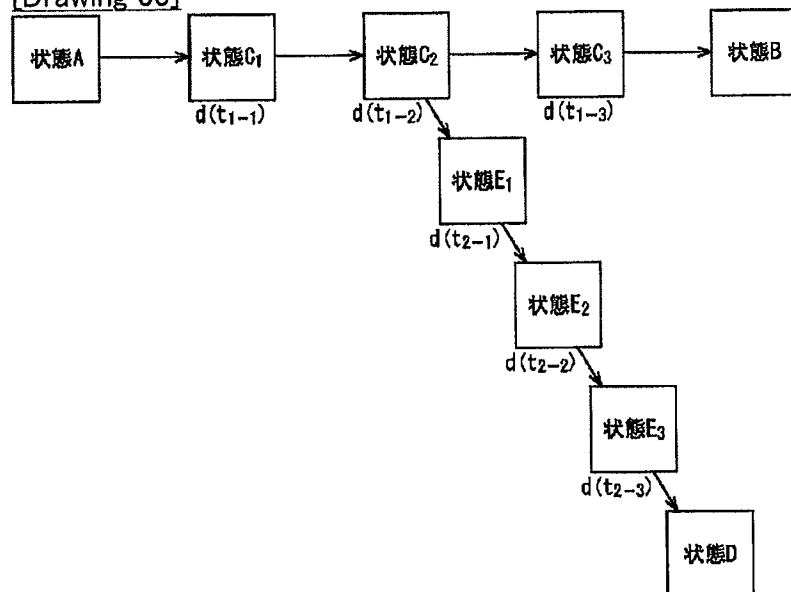 状態A
状態C₁
状態C₂
状態C₃
状態B
d(t₁₋₁)
d(t₁₋₂)
d(t₁₋₃)
状態E₁
d(t₂₋₁)
状態E₂
d(t₂₋₂)
状態E₃
d(t₂₋₃)
状態D